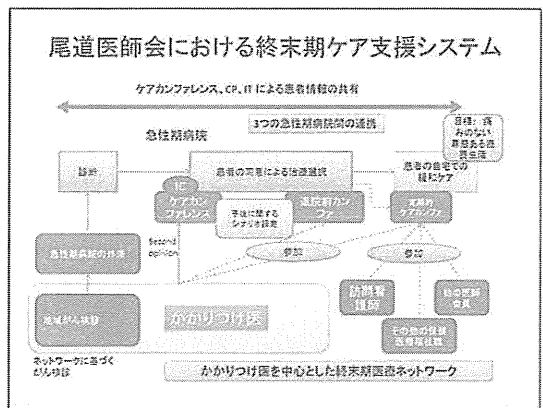 尾道医師会における終末期ケア支援システム
ケアカンファレンス、CP、ITによる患者情報の共有
急性期病院
3つの急性期病院間の連携
目標: 痛
みのない
尊厳ある療
養生活
診断
患者の同意による治療選択
患者の自宅での
緩和ケア
IC
ケアカン
ファレンス
予後に関する
シナリオ設定
退院前カン
ファ
定期的
ケアカンファ
Second
opinion
参加
参加
急性期病院の外来
地域がん検診
かかりつけ医
訪問看
護師
他の医師
会員
その他の保健
医療福祉職
ネットワークに基づく
がん検診
かかりつけ医を中心とした終末期医療ネットワーク